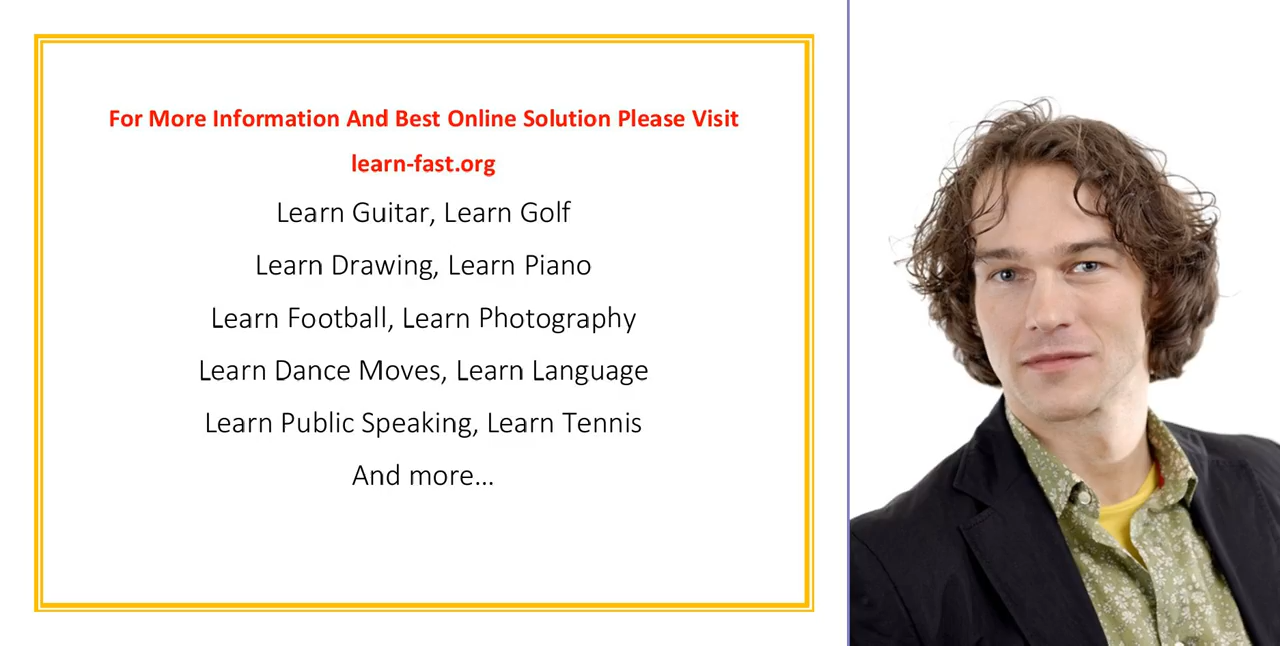 For More Information And Best Online Solution Please Visit
learn-fast.org
Learn Guitar, Learn Golf
Learn Drawing, Learn Piano
Learn Football, Learn Photography
Learn Dance Moves, Learn Language
Learn Public Speaking, Learn Tennis
And more...